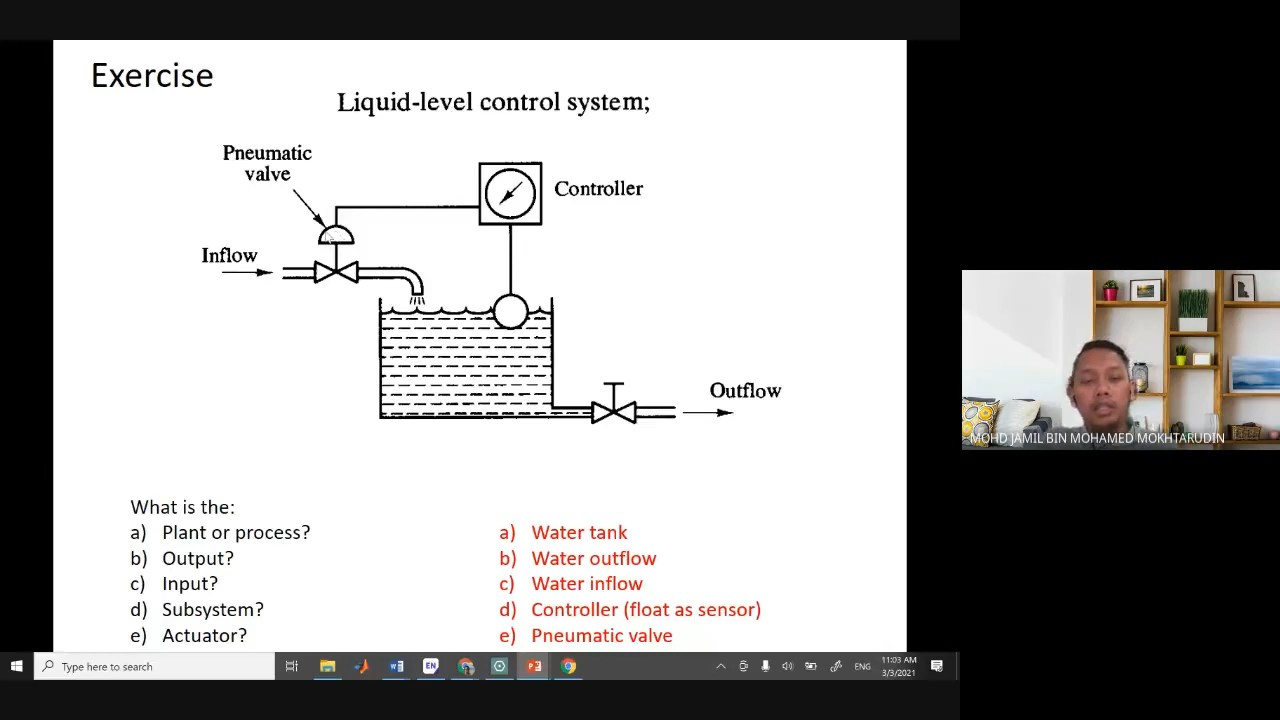 Exercise
Liquid-level control system;
Pneumatic
valve
Controller
Inflow
Outflow
MOHD JAMIL BIN MOHAMED MOKHTARUDIN
What is the:
a) Plant or process?
a) Water tank
b) Output?
b) Water outflow
c) Input?
c) Water inflow
d) Subsystem?
d) Controller (float as sensor)
e) Actuator?
e) Pneumatic valve
Type here to search
EN
ENG
11:03 AM
3/3/2021